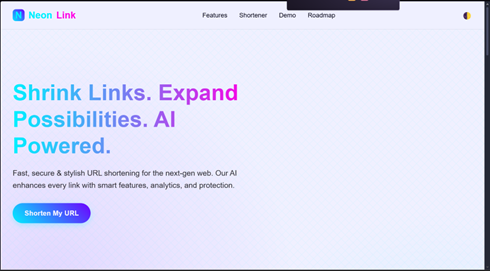 N Neon Link
Features Shortener Demo Roadmap
Shrink Links. Expand
Possibilities. AI
Powered.
Fast, secure & stylish URL shortening for the next-gen web. Our AI
enhances every link with smart features, analytics, and protection.
Shorten My URL